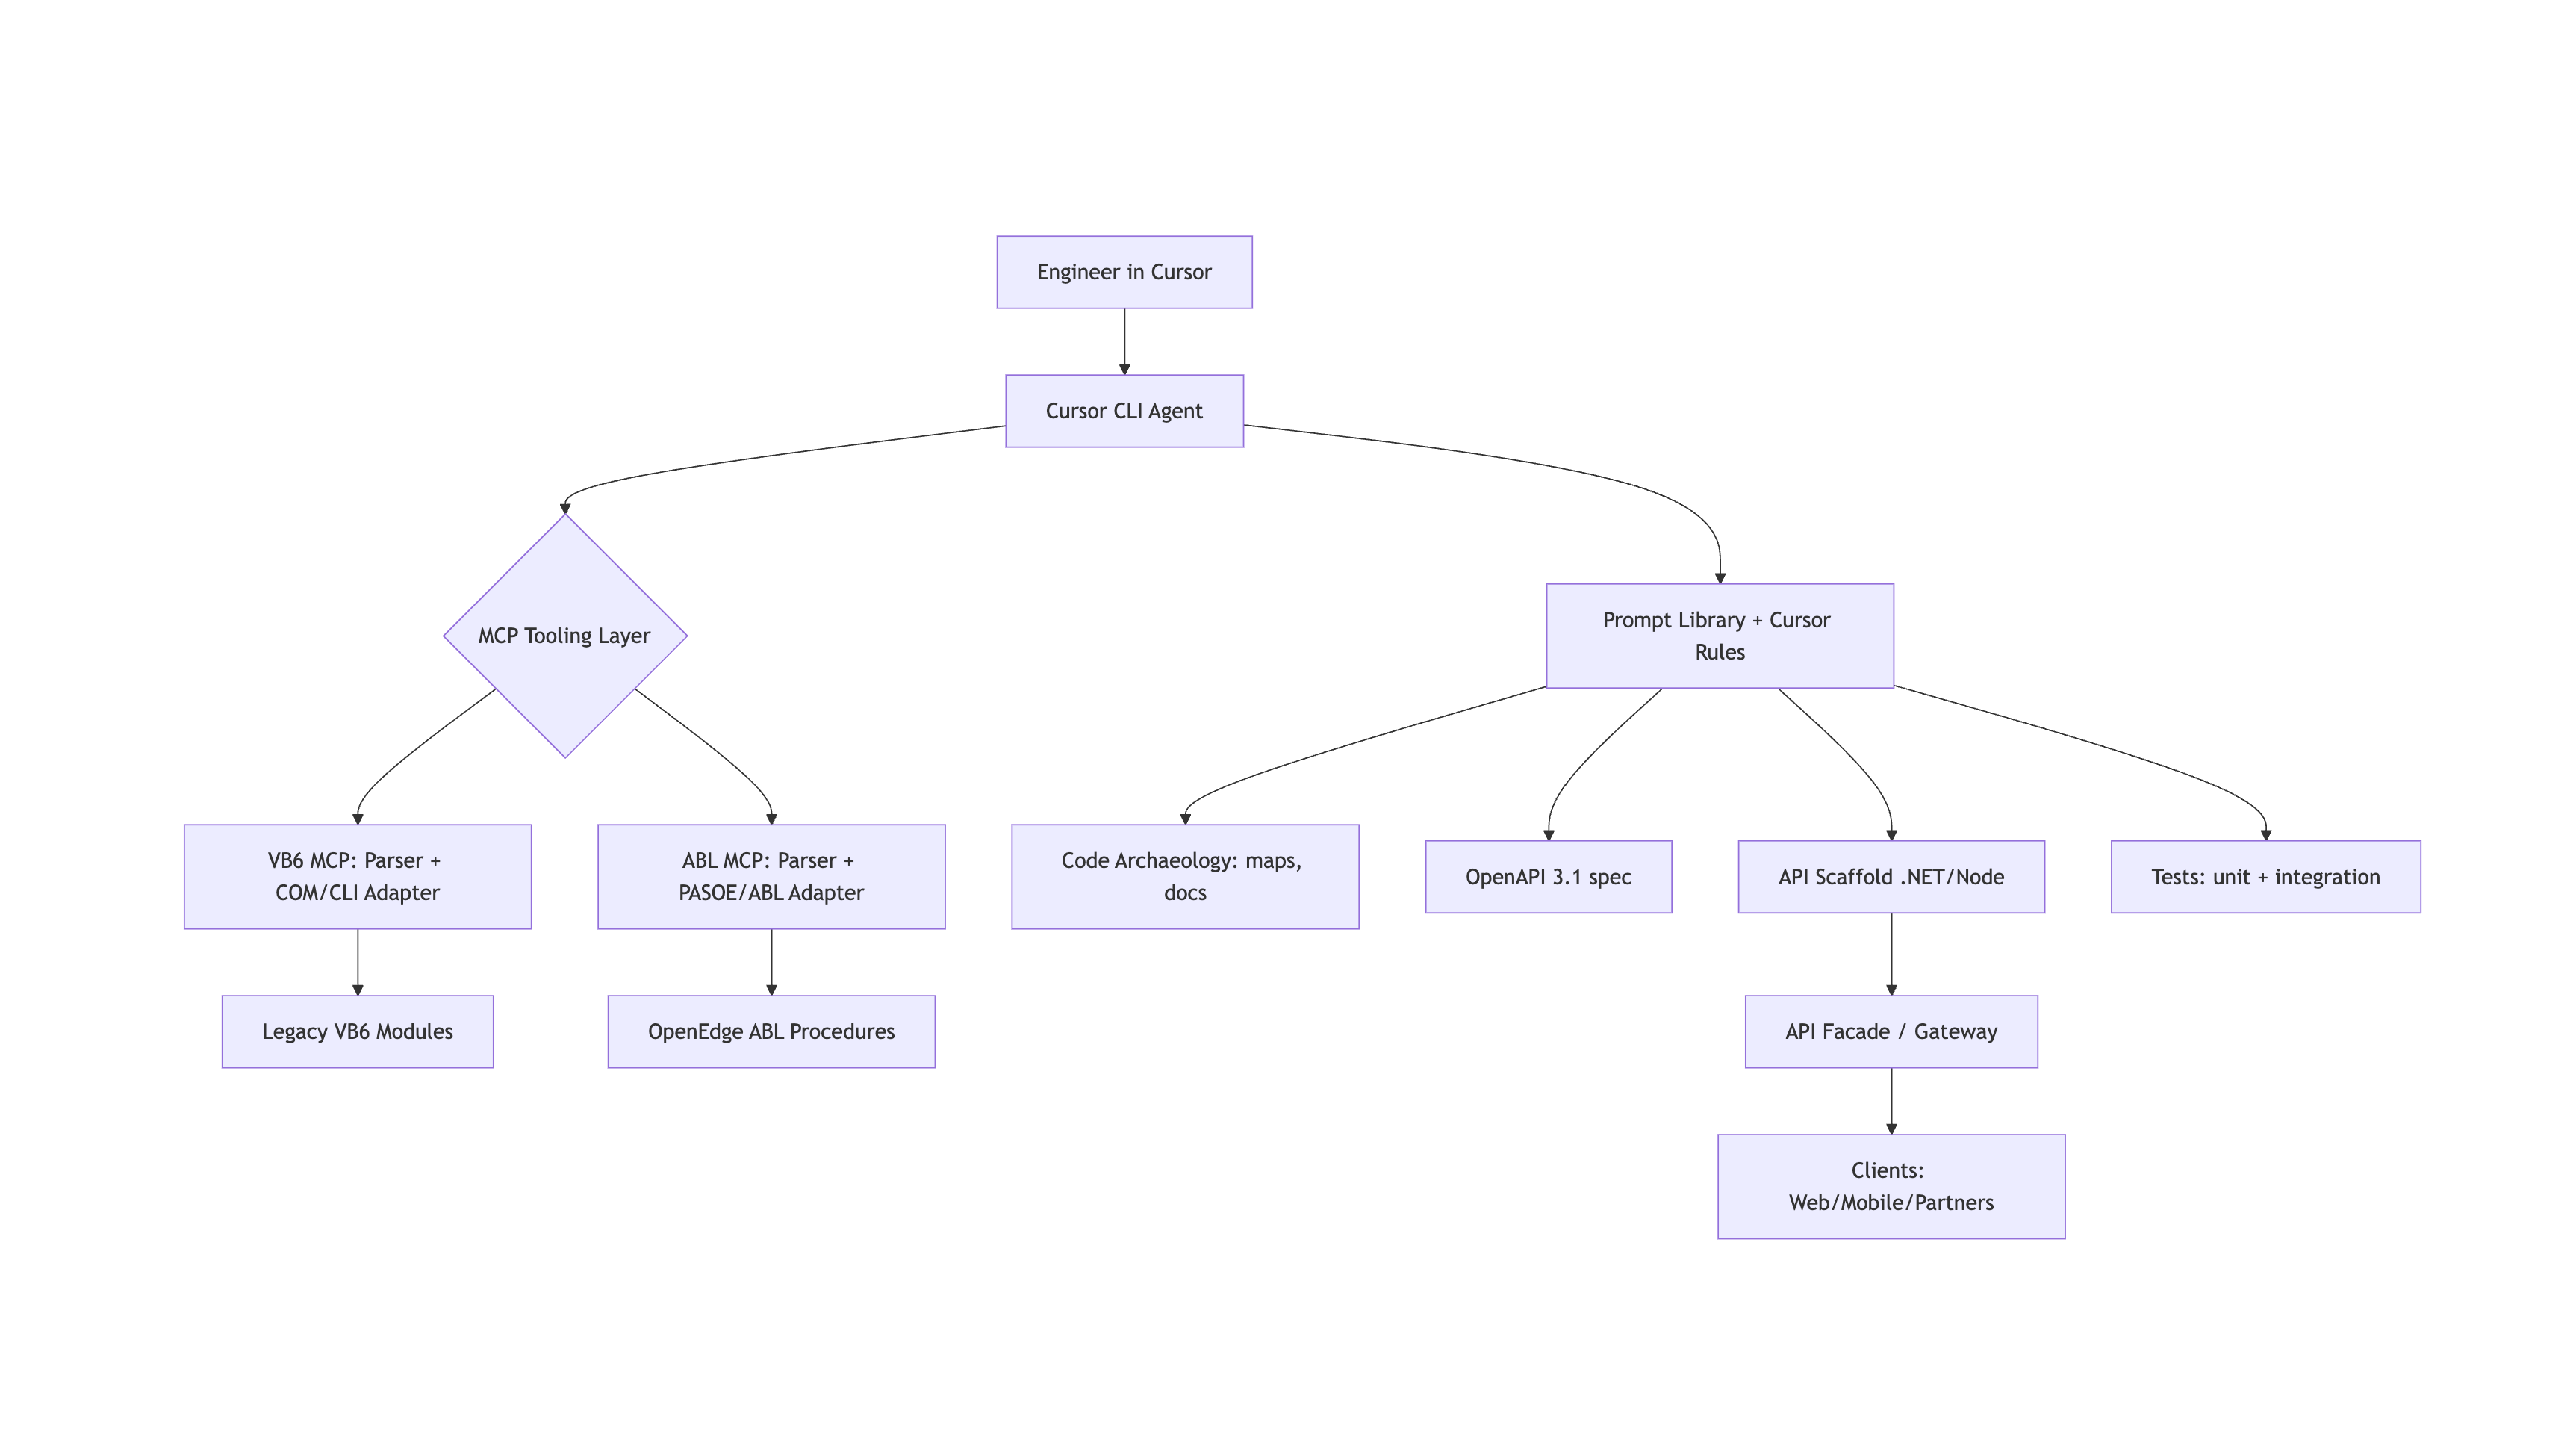 Engineer in Cursor
Cursor CLI Agent
MCP Tooling Layer
Prompt Library + Cursor
Rules
VB6 MCP: Parser +
COM/CLI Adapter
ABL MCP: Parser +
PASOE/ABL Adapter
Code Archaeology: maps,
docs
OpenAPI 3.1 spec
API Scaffold .NET/Node
Tests: unit + integration
Legacy VB6 Modules
OpenEdge ABL Procedures
API Facade / Gateway
Clients:
Web/Mobile/Partners